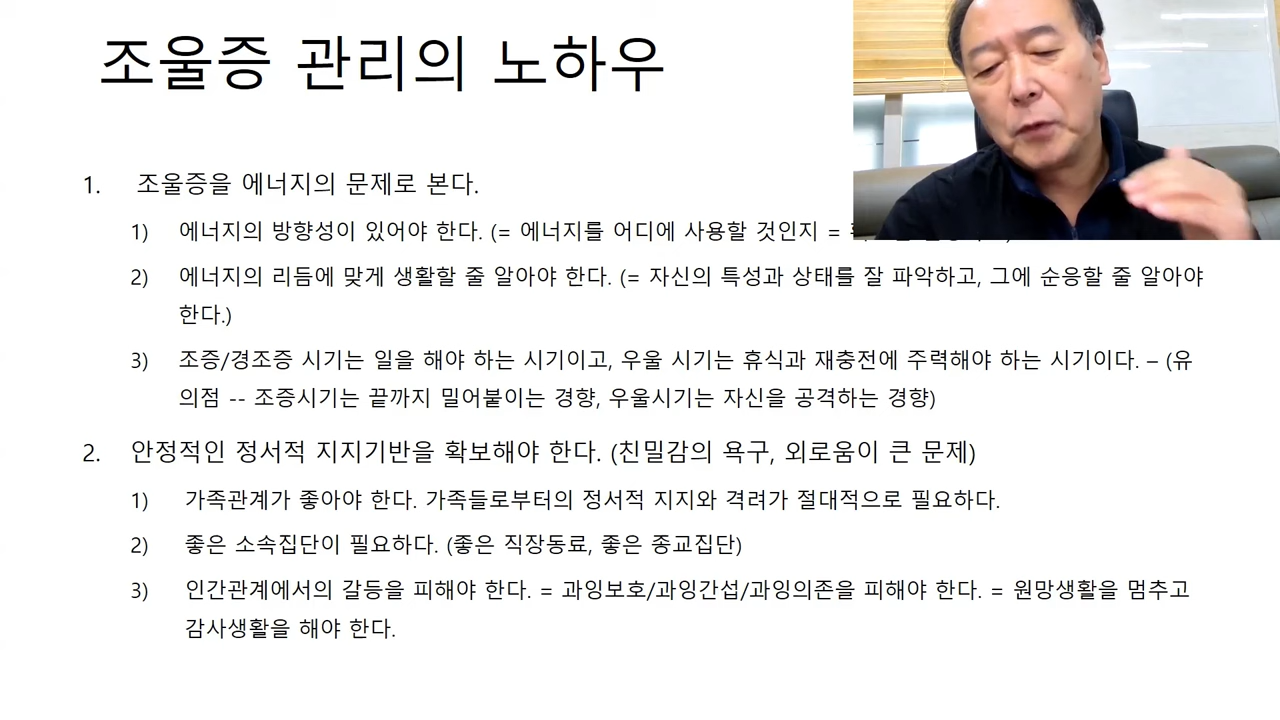 조울증 관리의 노하우
1. 조울증을 에너지의 문제로 본다.
1) 에너지의 방향성이 있어야 한다. (= 에너지를 어디에 사용할 것인지 =
2) 에너지의 리듬에 맞게 생활할 줄 알아야 한다. (= 자신의 특성과 상태를 잘 파악하고, 그에 순응할 줄 알아야
한다.)
3) 조증/경조증 시기는 일을 해야 하는 시기이고, 우울 시기는 휴식과 재충전에 주력해야 하는 시기이다. – (유
의점 -- 조증시기는 끝까지 밀어붙이는 경향, 우울시기는 자신을 공격하는 경향)
2. 안정적인 정서적 지지기반을 확보해야 한다. (친밀감의 욕구, 외로움이 큰 문제)
1) 가족관계가 좋아야 한다. 가족들로부터의 정서적 지지와 격려가 절대적으로 필요하다.
2) 좋은 소속집단이 필요하다. (좋은 직장동료, 좋은 종교집단)
3) 인간관계에서의 갈등을 피해야 한다. = 과잉보호/과잉간섭/과잉의존을 피해야 한다. = 원망생활을 멈추고
감사생활을 해야 한다.